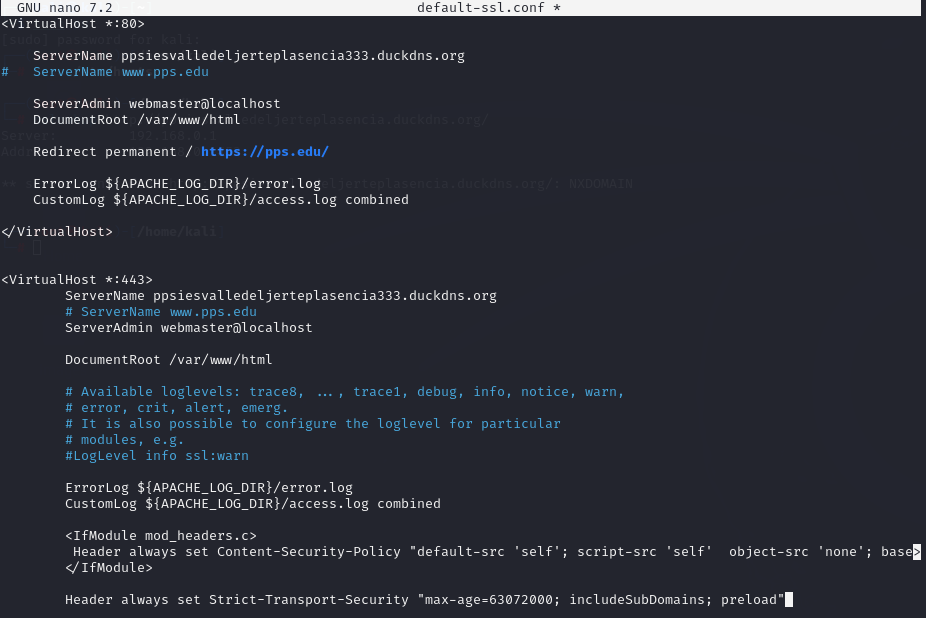 GNU nano 7.2 default-ssl.conf *
<VirtualHost *:80>
ServerName ppsiesvalledeljerteplasencia333.duckdns.org
# ServerName www.pps.edu
ServerAdmin webmaster@localhost
DocumentRoot /var/www/html
Redirect permanent / https://pps.edu/
ErrorLog ${APACHE_LOG_DIR}/error.log
CustomLog ${APACHE_LOG_DIR}/access.log combined
</VirtualHost>
<VirtualHost *:443>
ServerName ppsiesvalledeljerteplasencia333.duckdns.org
# ServerName www.pps.edu
ServerAdmin webmaster@localhost
DocumentRoot /var/www/html
# Available loglevels: trace8, ..., trace1, debug, info, notice, warn,
# error, crit, alert, emerg.
# It is also possible to configure the loglevel for particular
# modules, e.g.
#LogLevel info ssl:warn
ErrorLog ${APACHE_LOG_DIR}/error.log
CustomLog ${APACHE_LOG_DIR}/access.log combined
<IfModule mod_headers.c>
Header always set Content-Security-Policy "default-src 'self'; script-src 'self'  object-src 'none'; base>
</IfModule>
Header always set Strict-Transport-Security "max-age=63072000; includeSubDomains; preload"